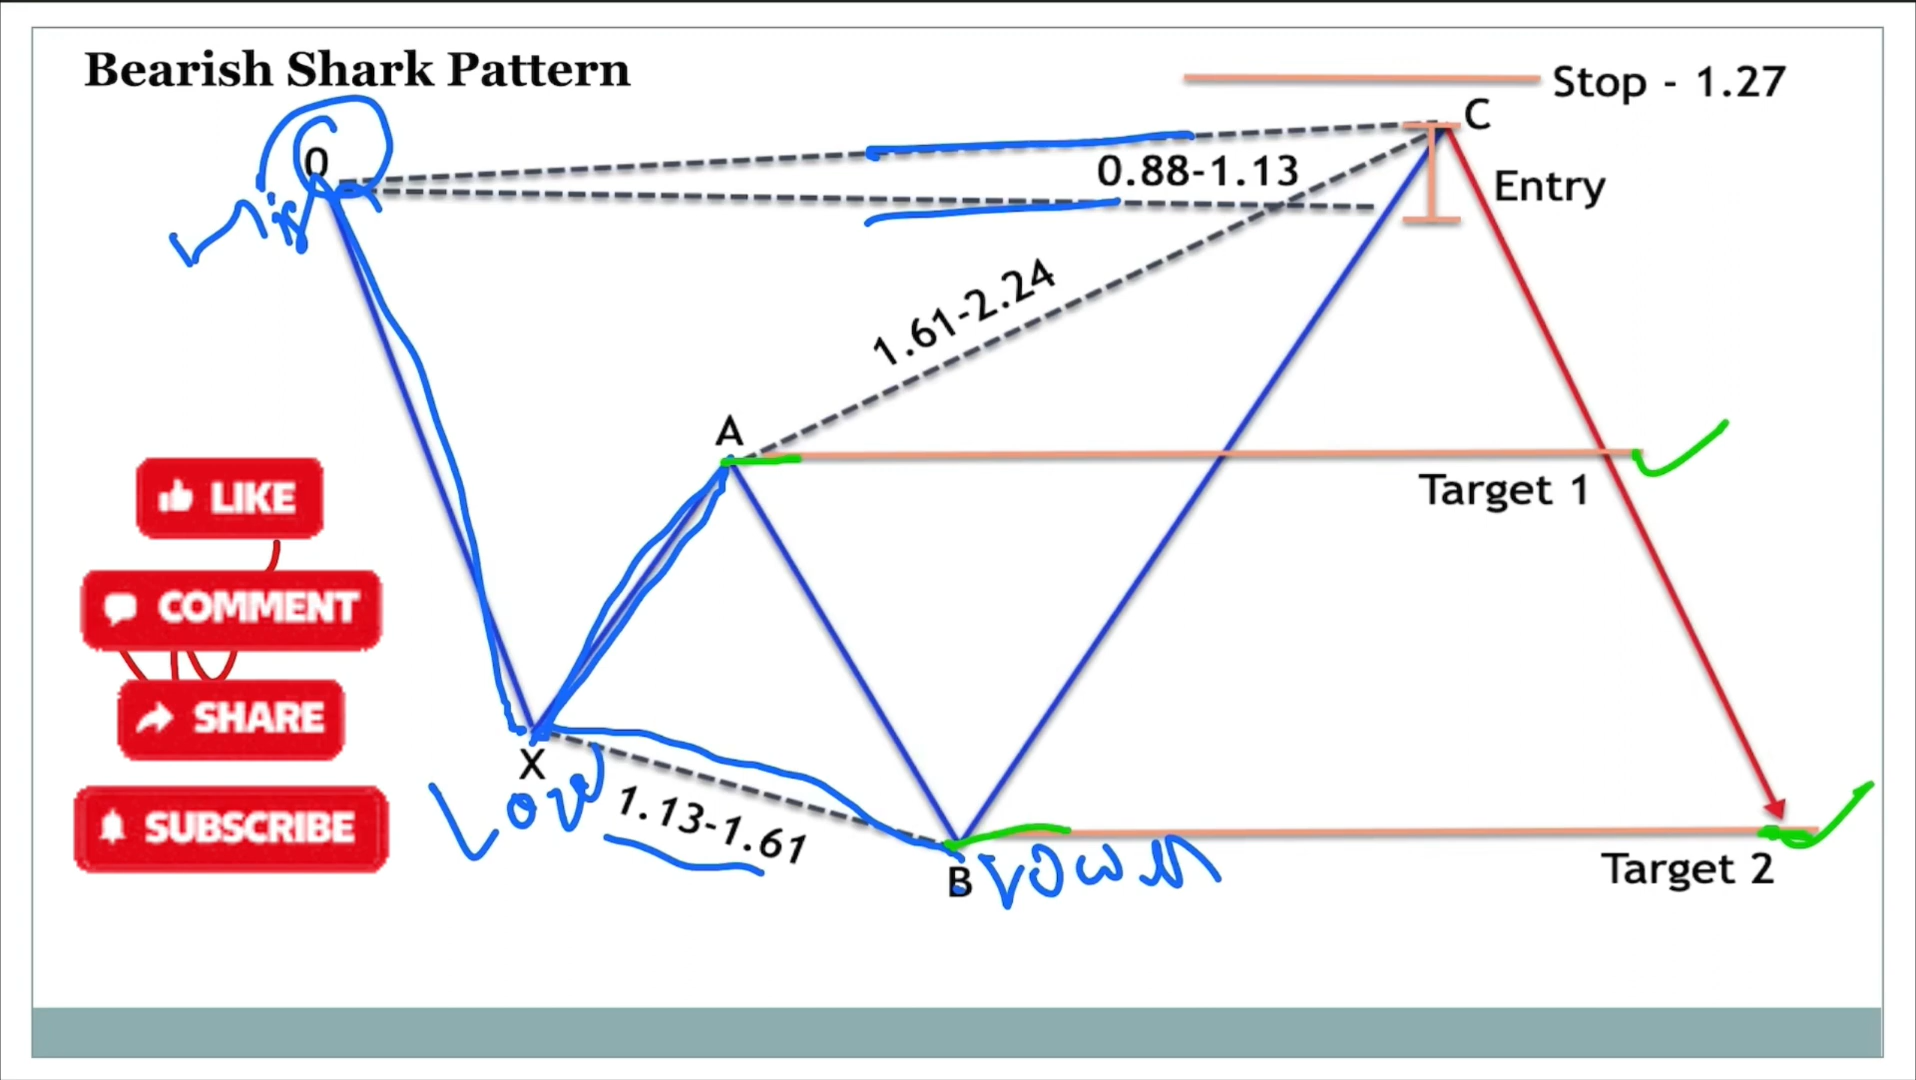 Bearish Shark Pattern
Stop - 1.27
C
0
0.88-1.13
Entry
1.61-2.24
A
Target 1
LIKE
COMMENT
SHARE
SUBSCRIBE
X
1.13-1.61
B
Target 2